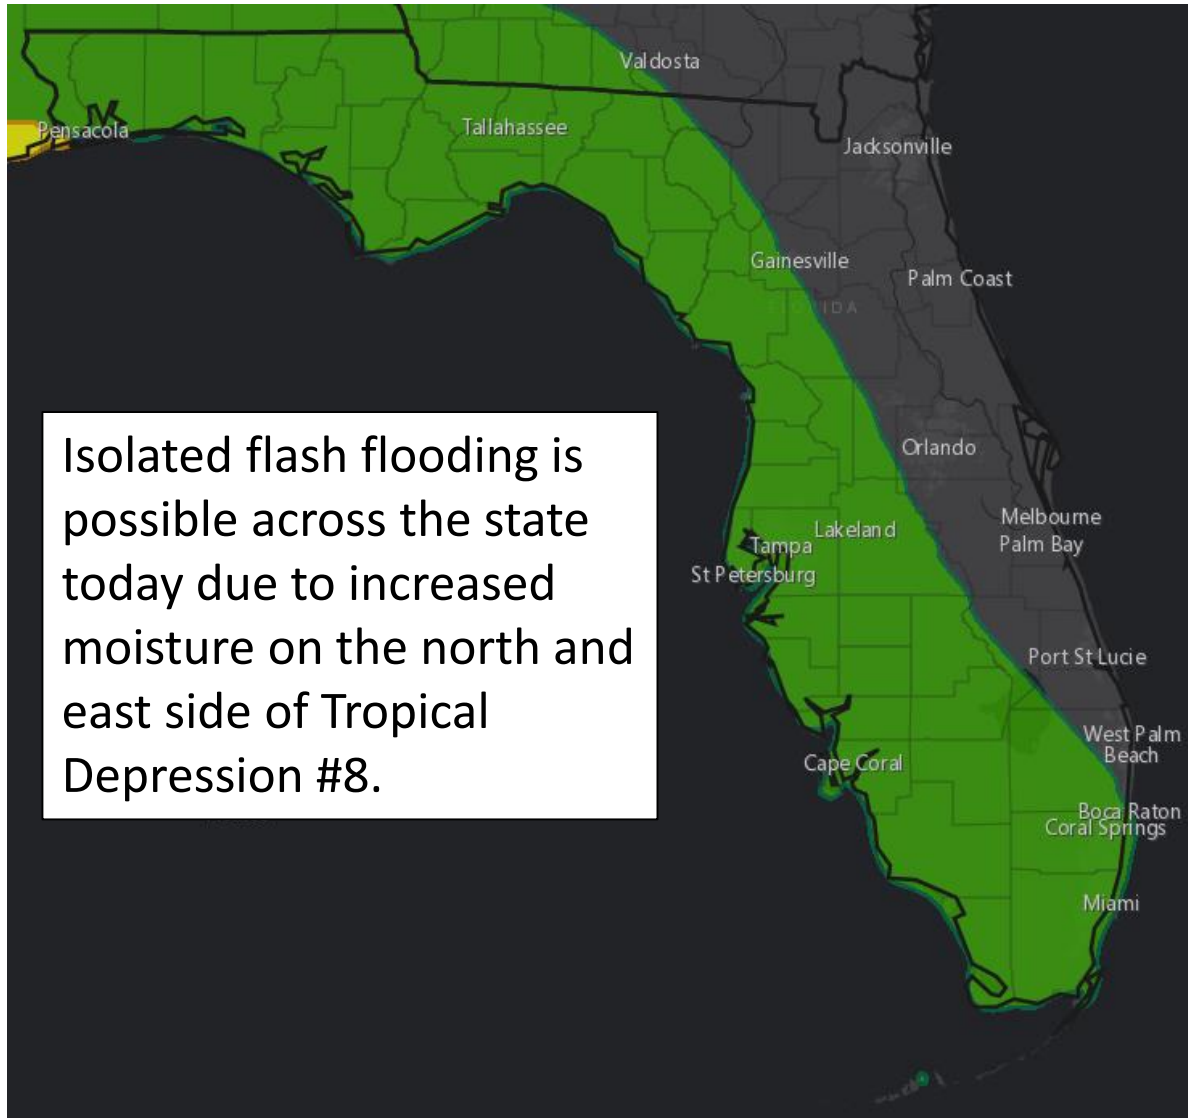 Valdosta
Pensacola
Tallahassee
Jacksonville
Gainesville
Palm Coast
FLORIDA
Isolated flash flooding is
possible across the state
today due to increased
moisture on the north and
east side of Tropical
Depression #8.
Orlando
Melbourne
Palm Bay
Lakeland
Tampa
St Petersburg
Port St Lucie
West Palm
Beach
Cape Coral
Boca Raton
Coral Springs
Miami